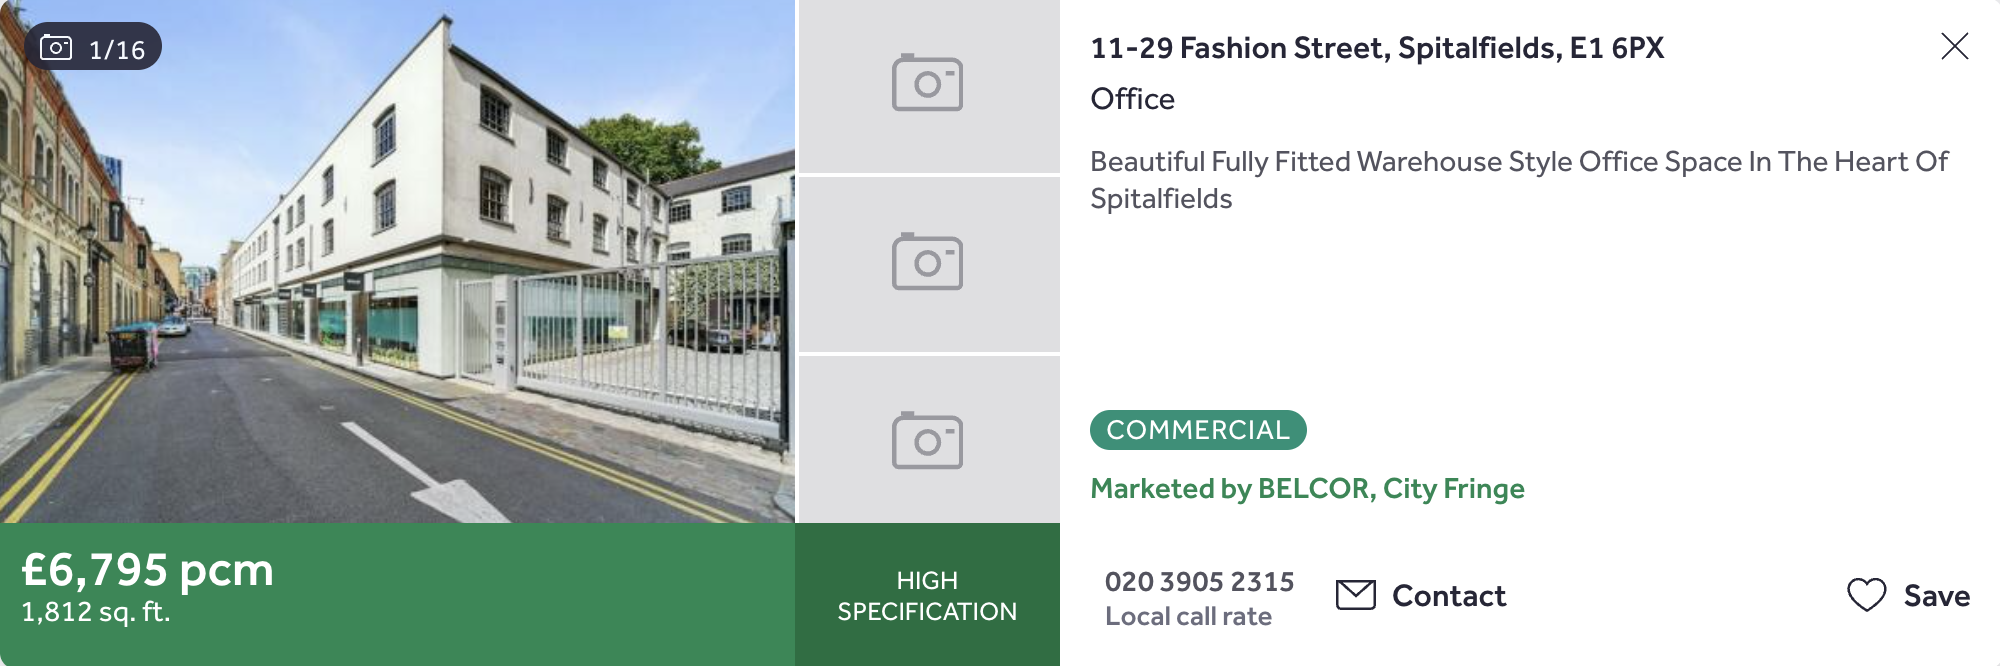 1/16
£6,795 pcm
1,812 sq. ft.
HIGH
SPECIFICATION
11-29 Fashion Street, Spitalfields, E1 6PX
Office
Beautiful Fully Fitted Warehouse Style Office Space In The Heart Of
Spitalfields
COMMERCIAL
Marketed by BELCOR, City Fringe
020 3905 2315
Local call rate
Contact
Save